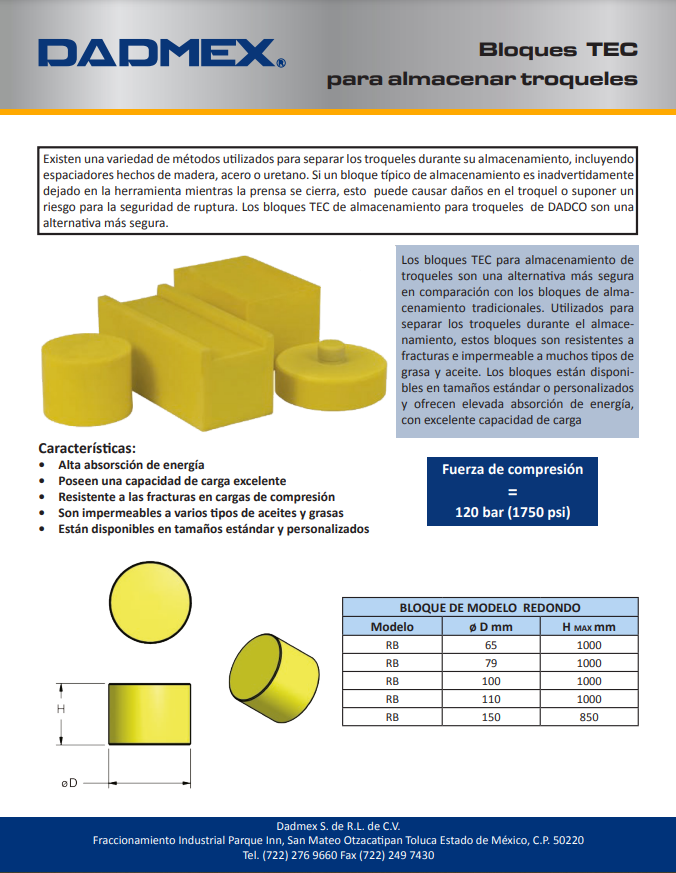 DADMEX®
Bloques TEC
para almacenar troqueles
Existen una variedad de métodos utilizados para separar los troqueles durante su almacenamiento, incluyendo
espaciadores hechos de madera, acero o uretano. Si un bloque típico de almacenamiento es inadvertidamente
dejado en la herramienta mientras la prensa se cierra, esto puede causar daños en el troquel o suponer un
riesgo para la seguridad de ruptura. Los bloques TEC de almacenamiento para troqueles de DADCO son una
alternativa más segura.
Los bloques TEC para almacenamiento de
troqueles son una alternativa más segura
en comparación con los bloques de alma-
cenamiento tradicionales. Utilizados para
separar los troqueles durante el almace-
namiento, estos bloques son resistentes a
fracturas e impermeable a muchos tipos de
grasa y aceite. Los bloques están disponi-
bles en tamaños estándar o personalizados
y ofrecen elevada absorción de energía,
con excelente capacidad de carga
Características:
• Alta absorsción de energía
• Poseen una capacidad de carga excelente
• Resistente a las fracturas en cargas de compresión
• Son impermeables a varios tipos de aceites y grasas
• Están disponibles en tamaños estándar y personalizados
Fuerza de compresión
=
120 bar (1750 psi)
H
øD
BLOQUE DE MODELO REDONDO
Modelo ø D mm H MAX mm
RB 65 1000
RB 79 1000
RB 100 1000
RB 110 1000
RB 150 850
Dadmex S. de R.L. de C.V.
Fraccionamiento Industrial Parque Inn, San Mateo Otzacatipan Toluca Estado de México, C.P. 50220
Tel. (722) 276 9660 Fax (722) 249 7430